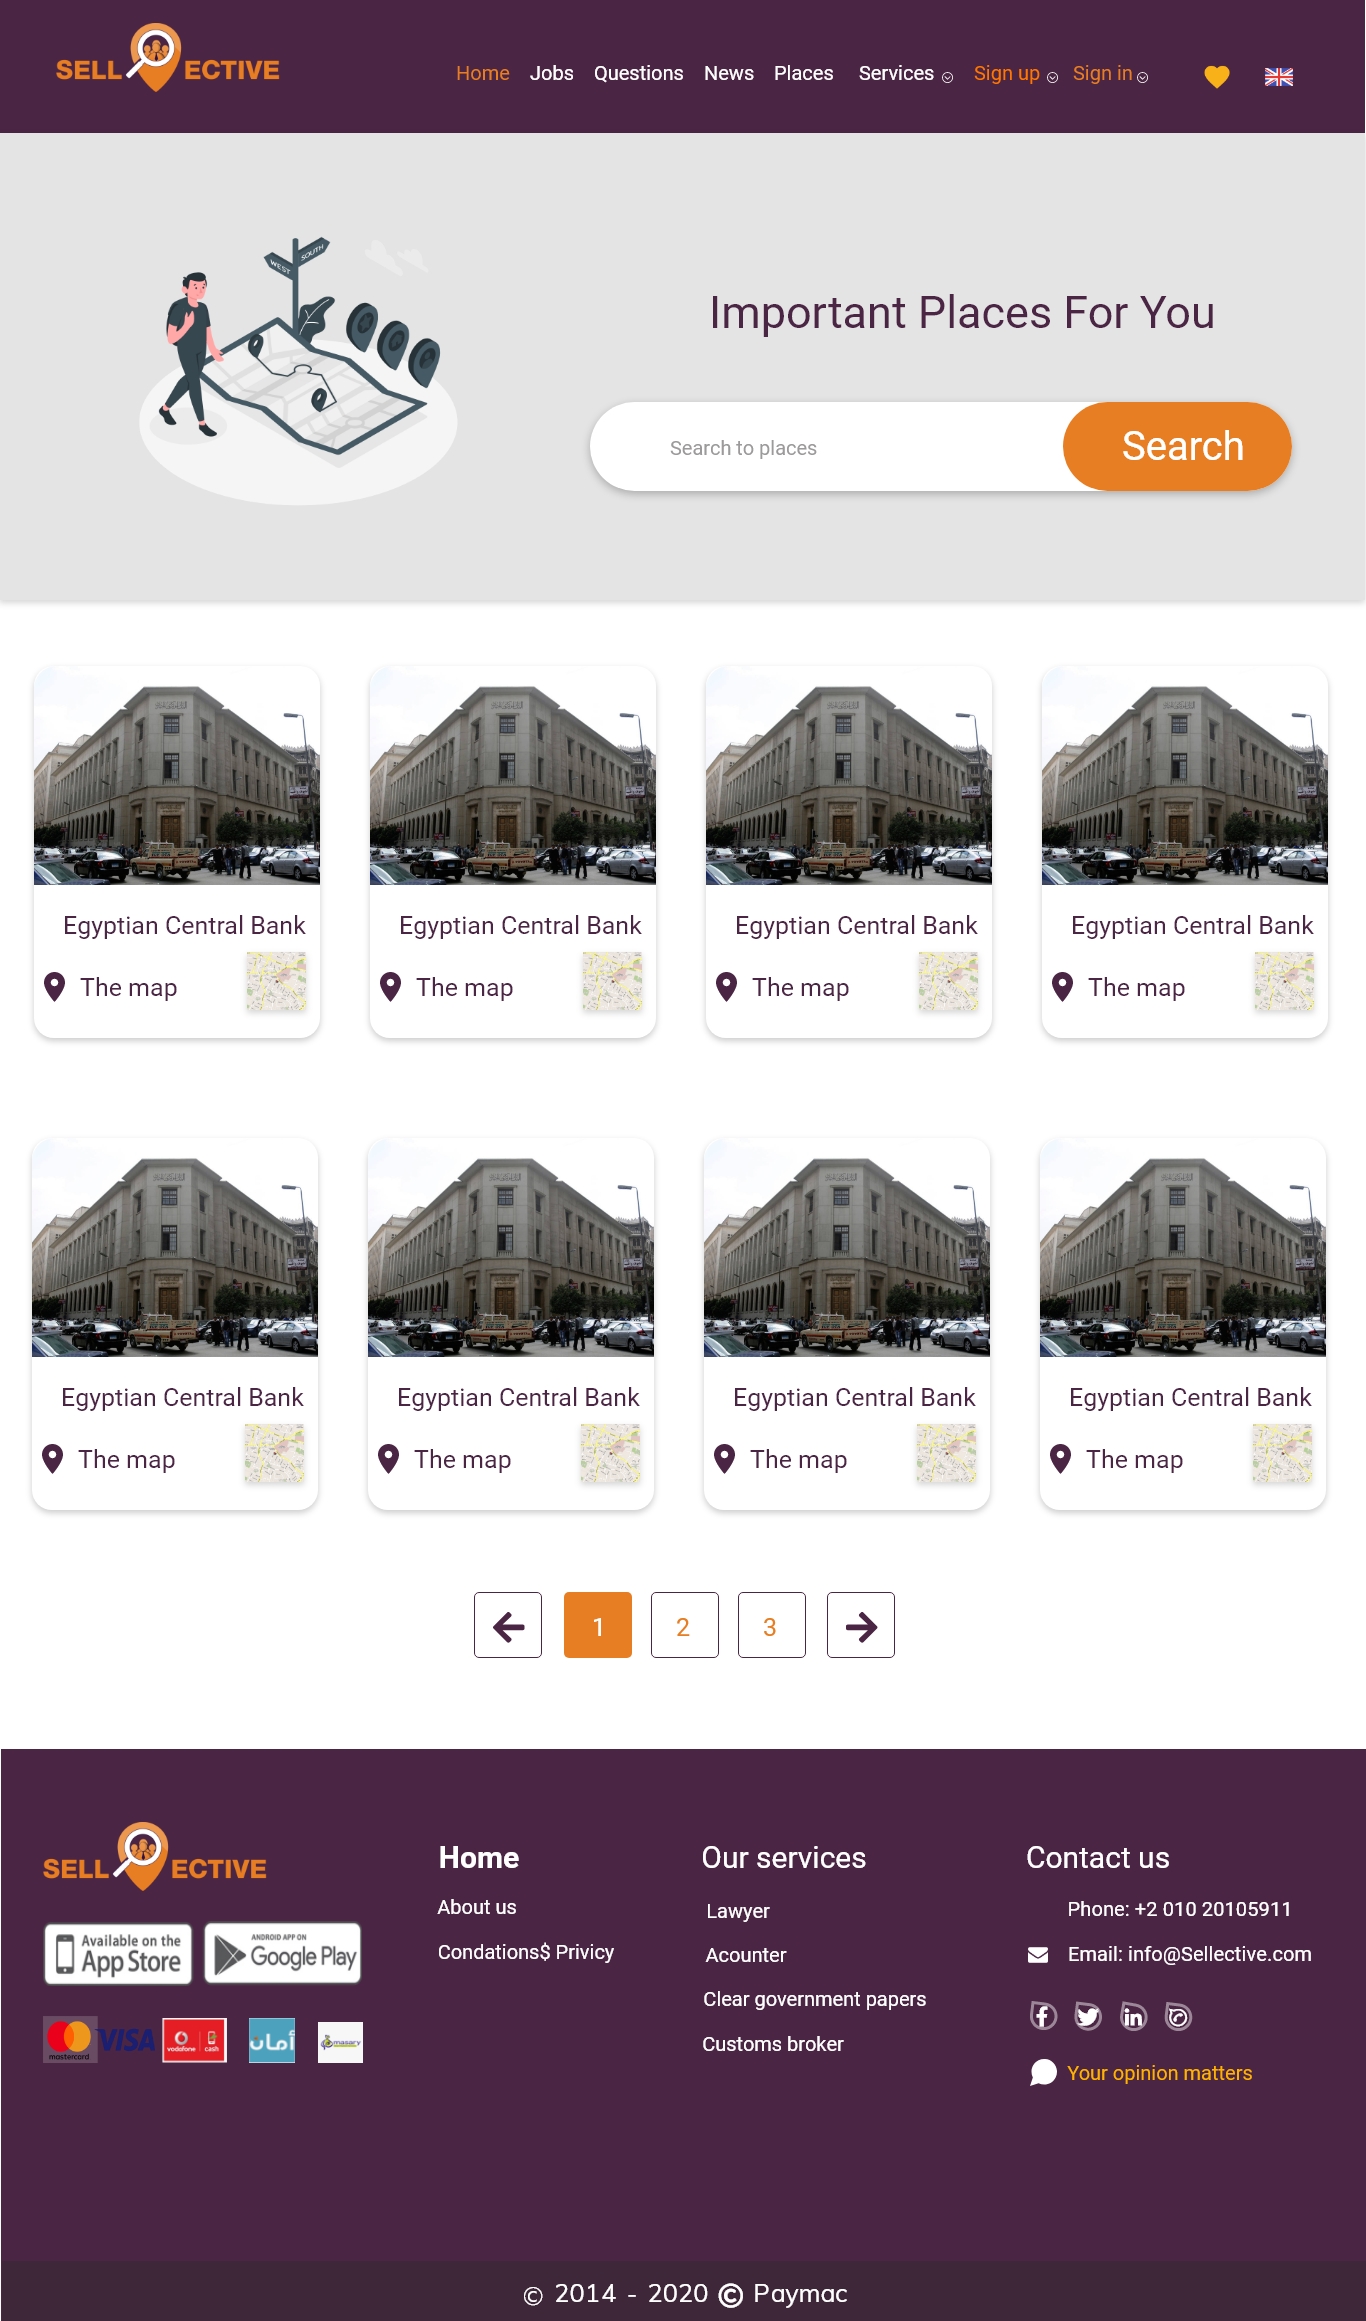 SELL ECTIVE
Home Jobs Questions News Places Services Sign up Sign in
WEST SOUTH
Important Places For You
Search to places Search
Egyptian Central Bank Egyptian Central Bank Egyptian Central Bank Egyptian Central Bank
The map The map The map The map
Egyptian Central Bank Egyptian Central Bank Egyptian Central Bank Egyptian Central Bank
The map The map The map The map
1 2 3
SELL ECTIVE
Home
About us
Condations$ Privicy
Our services
Lawyer
Acounter
Clear government papers
Customs broker
Contact us
Phone: +2 010 20105911
Email: info@Sellective.com
Your opinion matters
Available on the
App Store
ANDROID APP ON
Google Play
mastercard VISA vodafone cash أمان masary
© 2014 - 2020 © Paymac